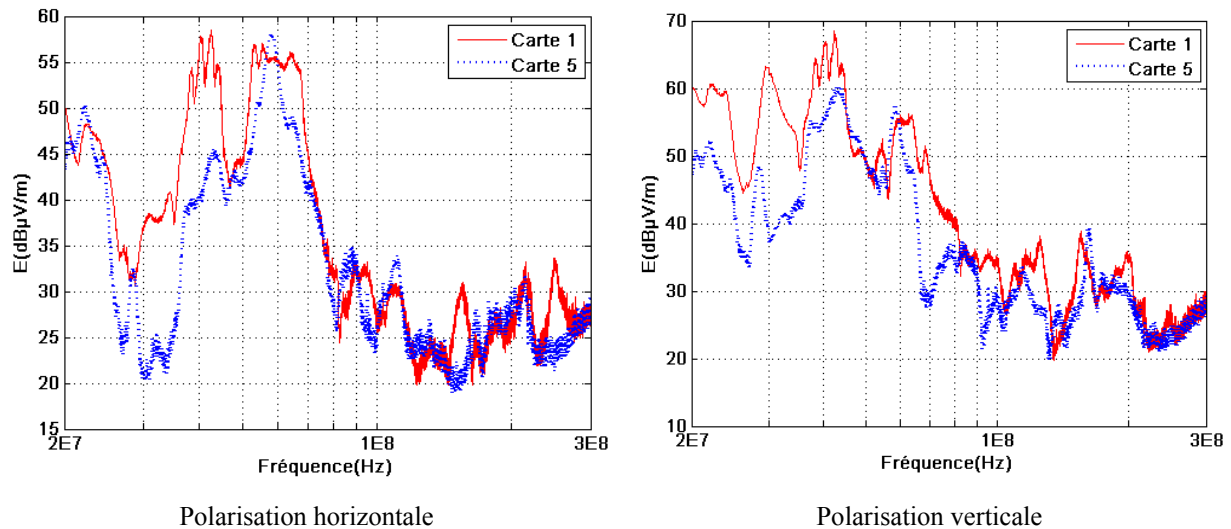 60
55
50
45
40
35
30
25
20
15
E(dBµV/m)
Carte 1
Carte 5
2E7
1E8
3E8
Fréquence(Hz)
Polarisation horizontale
70
60
50
40
30
20
10
E(dBµV/m)
Carte 1
Carte 5
2E7
1E8
3E8
Fréquence(Hz)
Polarisation verticale